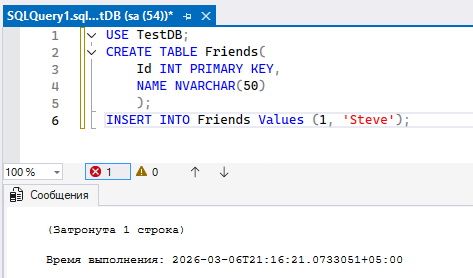 SQLQuery1.sql...tDB (sa (54))*
1 USE TestDB;
2 CREATE TABLE Friends(
3 Id INT PRIMARY KEY,
4 NAME NVARCHAR(50)
5 );
6 INSERT INTO Friends Values (1, 'Steve');
100 % 1 0
Сообщения
(Затронута 1 строка)
Время выполнения: 2026-03-06T21:16:21.0733051+05:00